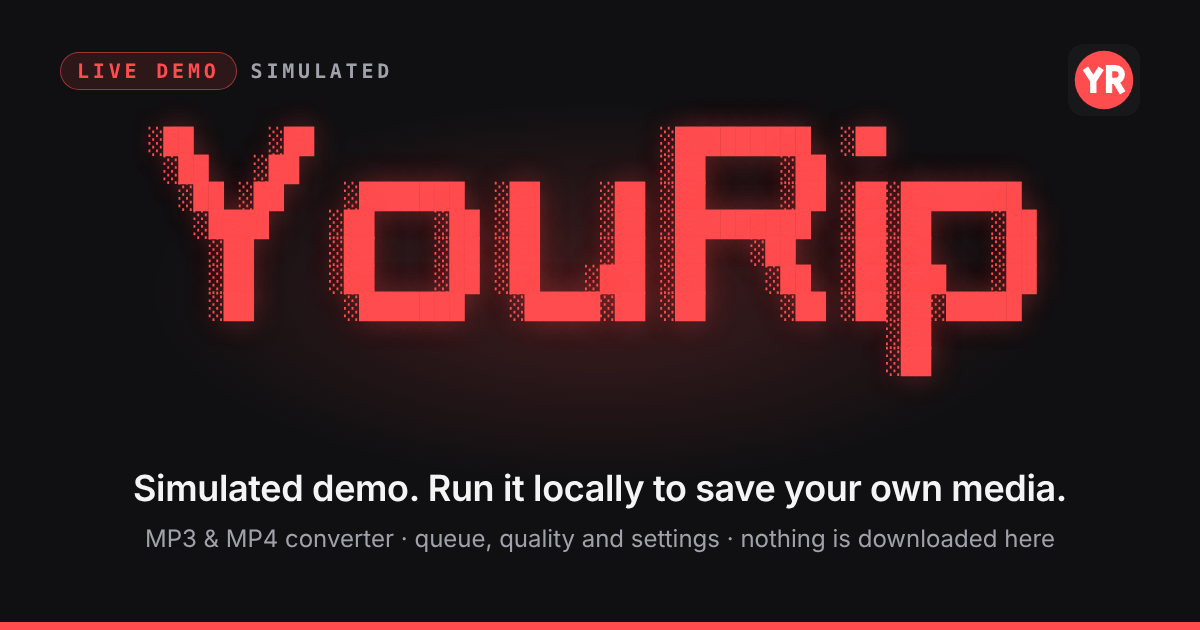 LIVE DEMO SIMULATED
YR
YouRip
Simulated demo. Run it locally to save your own media.
MP3 & MP4 converter · queue, quality and settings · nothing is downloaded here